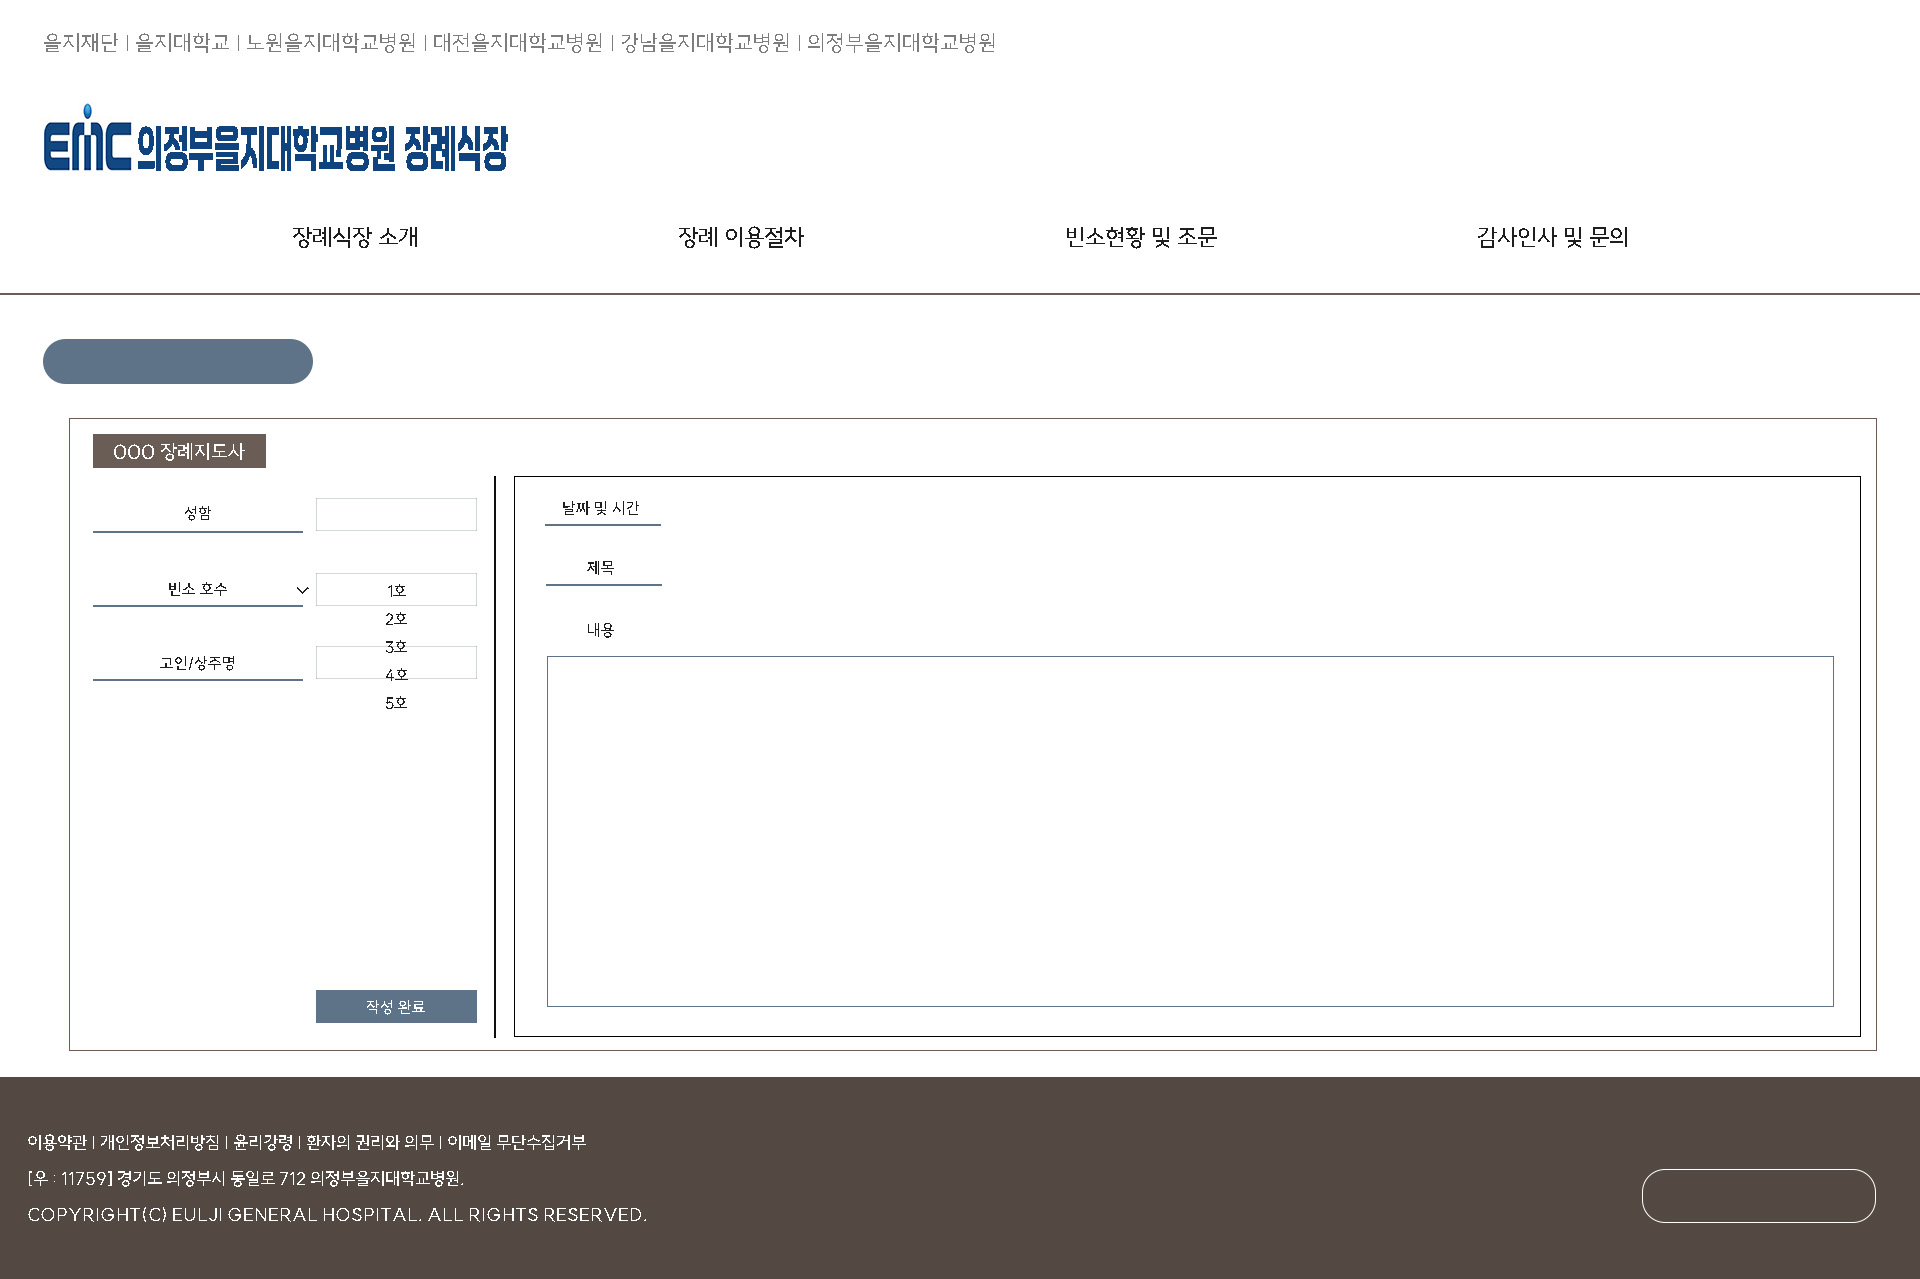 을지재단 | 을지대학교 | 노원을지대학교병원 | 대전을지대학교병원 | 강남을지대학교병원 | 의정부을지대학교병원
EMC 의정부을지대학교병원 장례식장
장례식장 소개
장례 이용절차
빈소현황 및 조문
감사인사 및 문의
OOO 장례지도사
성함
빈소 호수
1호
2호
3호
4호
5호
고인/상주명
작성 완료
날짜 및 시간
제목
내용
이용약관 | 개인정보처리방침 | 윤리강령 | 환자의 권리와 의무 | 이메일 무단수집거부
[우 : 11759] 경기도 의정부시 동일로 712 의정부을지대학교병원.
COPYRIGHT(C) EULJI GENERAL HOSPITAL. ALL RIGHTS RESERVED.